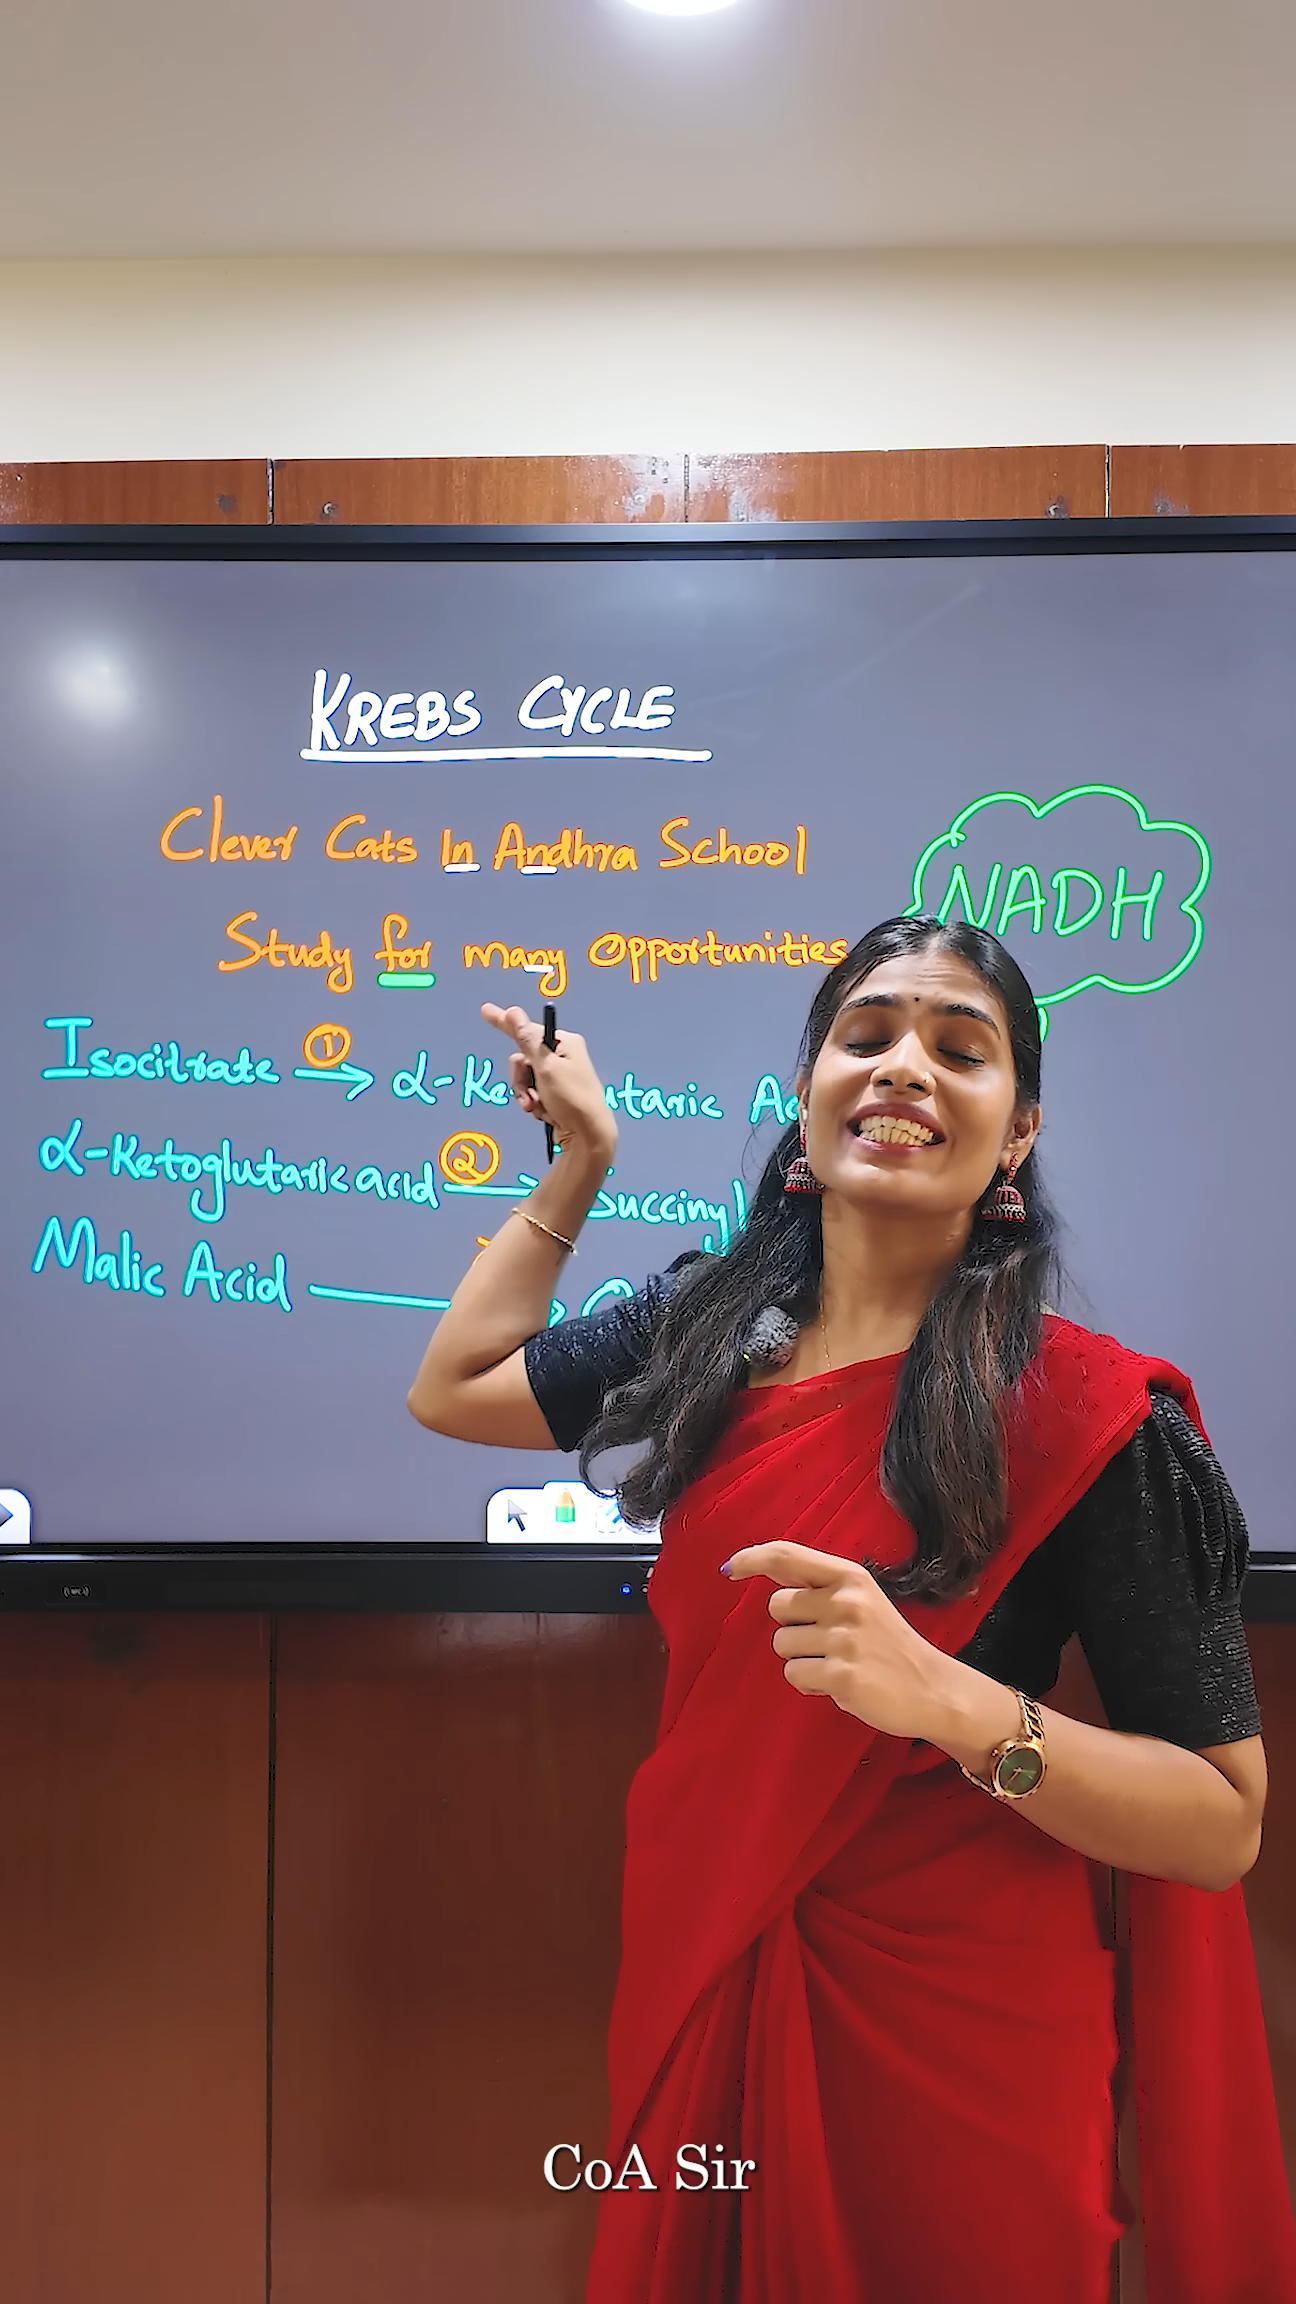 KREBS CYCLE
Clever Cats In Andhra School
Study for many Opportunities
NADH
Isocitrate ① → α-Ke utaric Ac
α-Ketoglutaric acid ② → Succinyl
Malic Acid →
CoA Sir